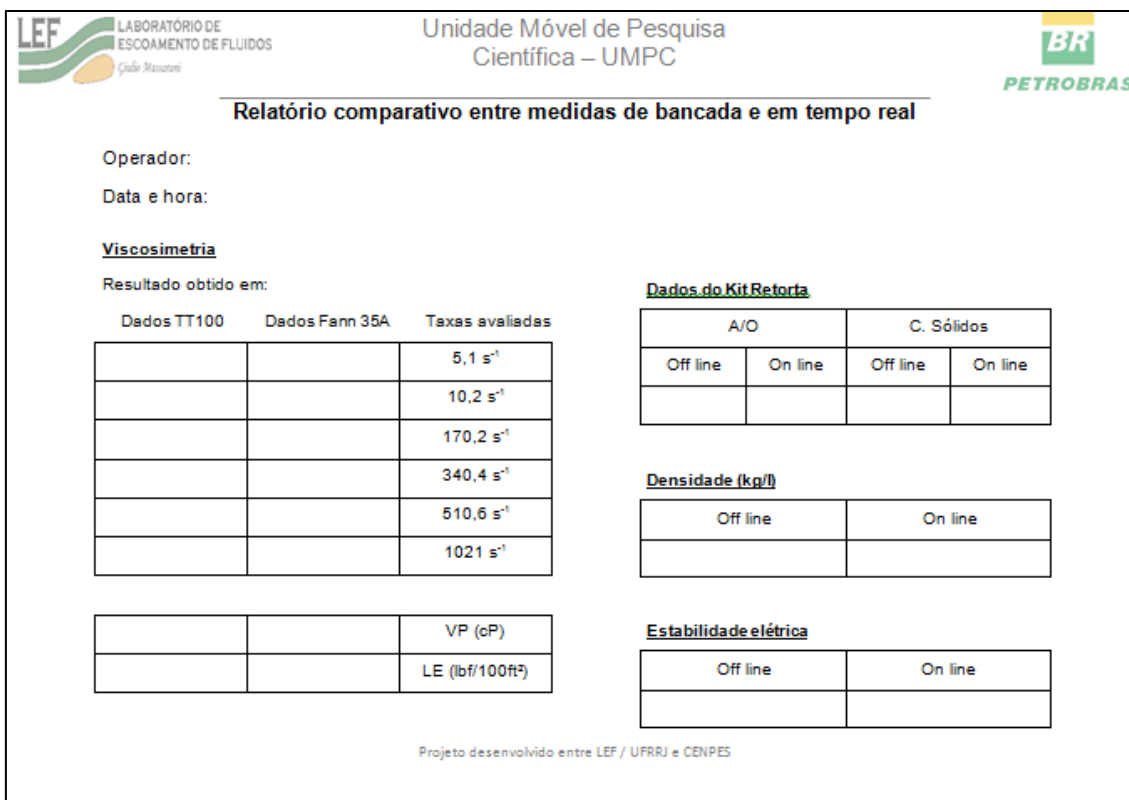 LEF
LABORATÓRIO DE
ESCOAMENTO DE FLUIDOS
Giulio Massarani
Unidade Móvel de Pesquisa
Científica – UMPC
BR
PETROBRAS
Relatório comparativo entre medidas de bancada e em tempo real
Operador:
Data e hora:
Viscosimetria
Resultado obtido em:
Dados TT100 Dados Fann 35A Taxas avaliadas
5,1 s⁻¹
10,2 s⁻¹
170,2 s⁻¹
340,4 s⁻¹
510,6 s⁻¹
1021 s⁻¹
VP (cP)
LE (lbf/100ft²)
Dados do Kit Retorta
A/O C. Sólidos
Off line On line Off line On line
Densidade (kg/l)
Off line On line
Estabilidade elétrica
Off line On line
Projeto desenvolvido entre LEF / UFRRJ e CENPES